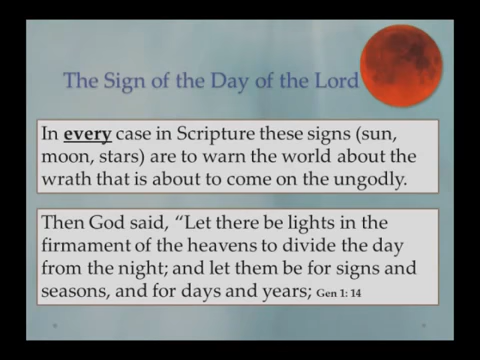 The Sign of the Day of the Lord
In every case in Scripture these signs (sun,
moon, stars) are to warn the world about the
wrath that is about to come on the ungodly.
Then God said, “Let there be lights in the
firmament of the heavens to divide the day
from the night; and let them be for signs and
seasons, and for days and years; Gen 1: 14